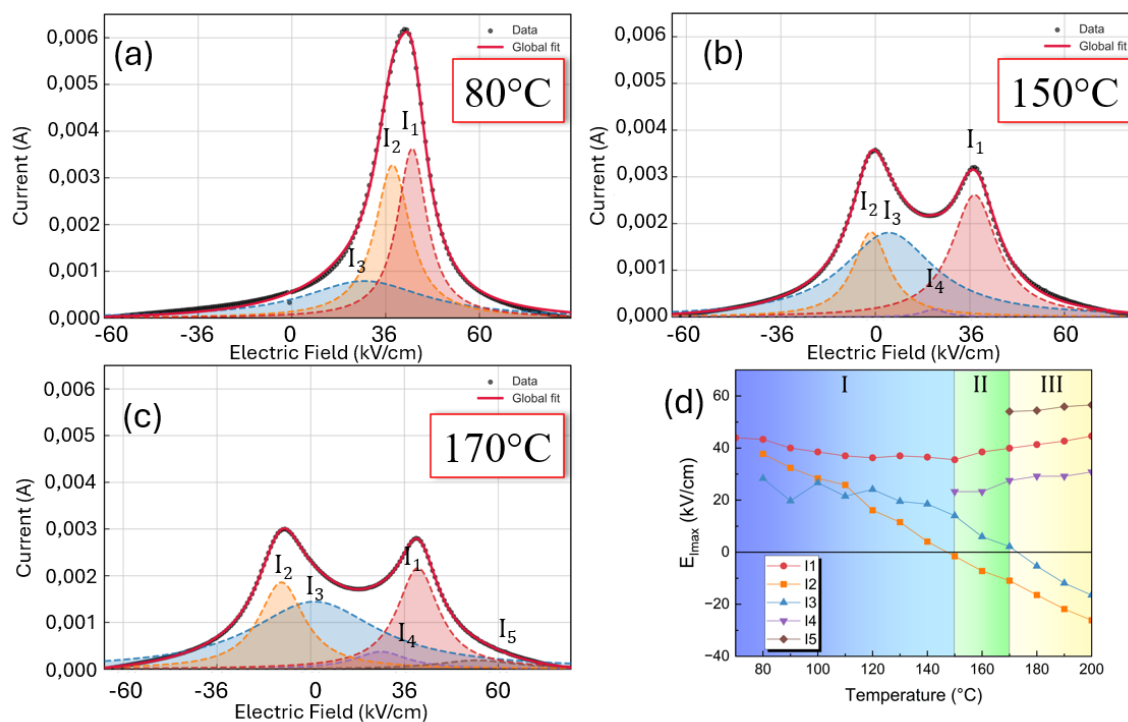 (a)
0,006
0,005
0,004
0,003
0,002
0,001
0,000
Current (A)
Data
Global fit
80°C
I₂
I₁
I₃
-60
-36
0
36
60
Electric Field (kV/cm)
(b)
0,006
0,005
0,004
0,003
0,002
0,001
0,000
Current (A)
Data
Global fit
150°C
I₁
I₂
I₃
I₄
-60
-36
0
36
60
Electric Field (kV/cm)
(c)
0,006
0,005
0,004
0,003
0,002
0,001
0,000
Current (A)
Data
Global fit
170°C
I₂
I₃
I₁
I₄
I₅
-60
-36
0
36
60
Electric Field (kV/cm)
(d)
I
II
III
60
40
20
0
−20
−40
E_Imax (kV/cm)
I1
I2
I3
I4
I5
80
100
120
140
160
180
200
Temperature (°C)